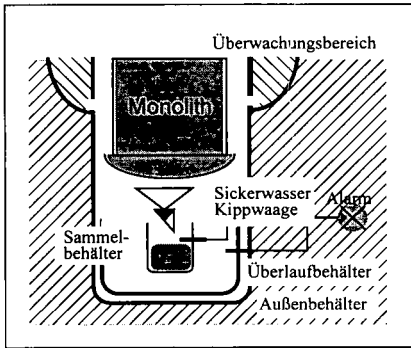 Überwachungsbereich
Monolith
Sickerwasser
Kippwaage
Alarm
Sammel-
behälter
Überlaufbehälter
Außenbehälter